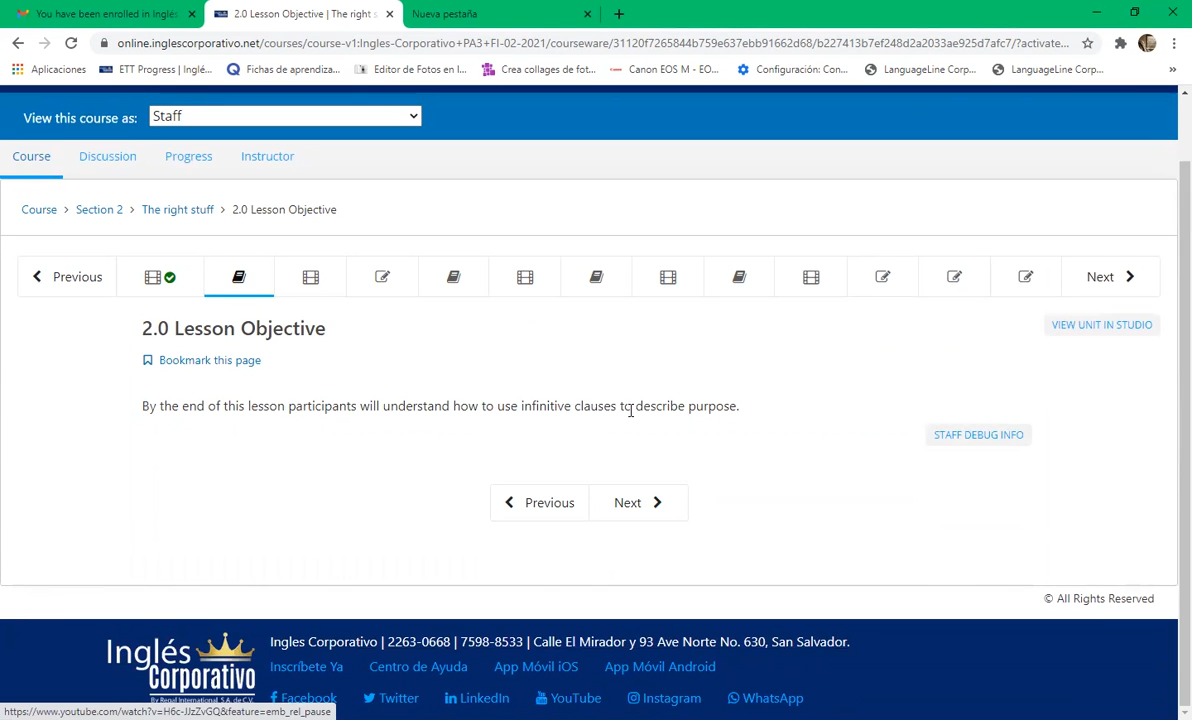 You have been enrolled in Inglés
2.0 Lesson Objective | The right s
Nueva pestaña
online.inglescorporativo.net/courses/course-v1:Ingles-Corporativo+PA3+FI-02-2021/courseware/31120f7265844b759e637ebb91662d68/b227413b7ef248d2a2033ae925d7afc7/?activate...
Aplicaciones
ETT Progress | Inglé...
Fichas de aprendiza...
Editor de Fotos en l...
Crea collages de fot...
Canon EOS M - EO...
Configuración: Con...
LanguageLine Corp...
LanguageLine Corp...
View this course as:
Staff
Course
Discussion
Progress
Instructor
Course > Section 2 > The right stuff > 2.0 Lesson Objective
Previous
Next
2.0 Lesson Objective
VIEW UNIT IN STUDIO
Bookmark this page
By the end of this lesson participants will understand how to use infinitive clauses to describe purpose.
STAFF DEBUG INFO
Previous
Next
© All Rights Reserved
Inglés Corporativo
By Regal International, S.A. de C.V.
Ingles Corporativo | 2263-0668 | 7598-8533 | Calle El Mirador y 93 Ave Norte No. 630, San Salvador.
Inscríbete Ya
Centro de Ayuda
App Móvil iOS
App Móvil Android
Facebook
Twitter
LinkedIn
YouTube
Instagram
WhatsApp
https://www.youtube.com/watch?v=H6c-JJzZvGQ&feature=emb_rel_pause